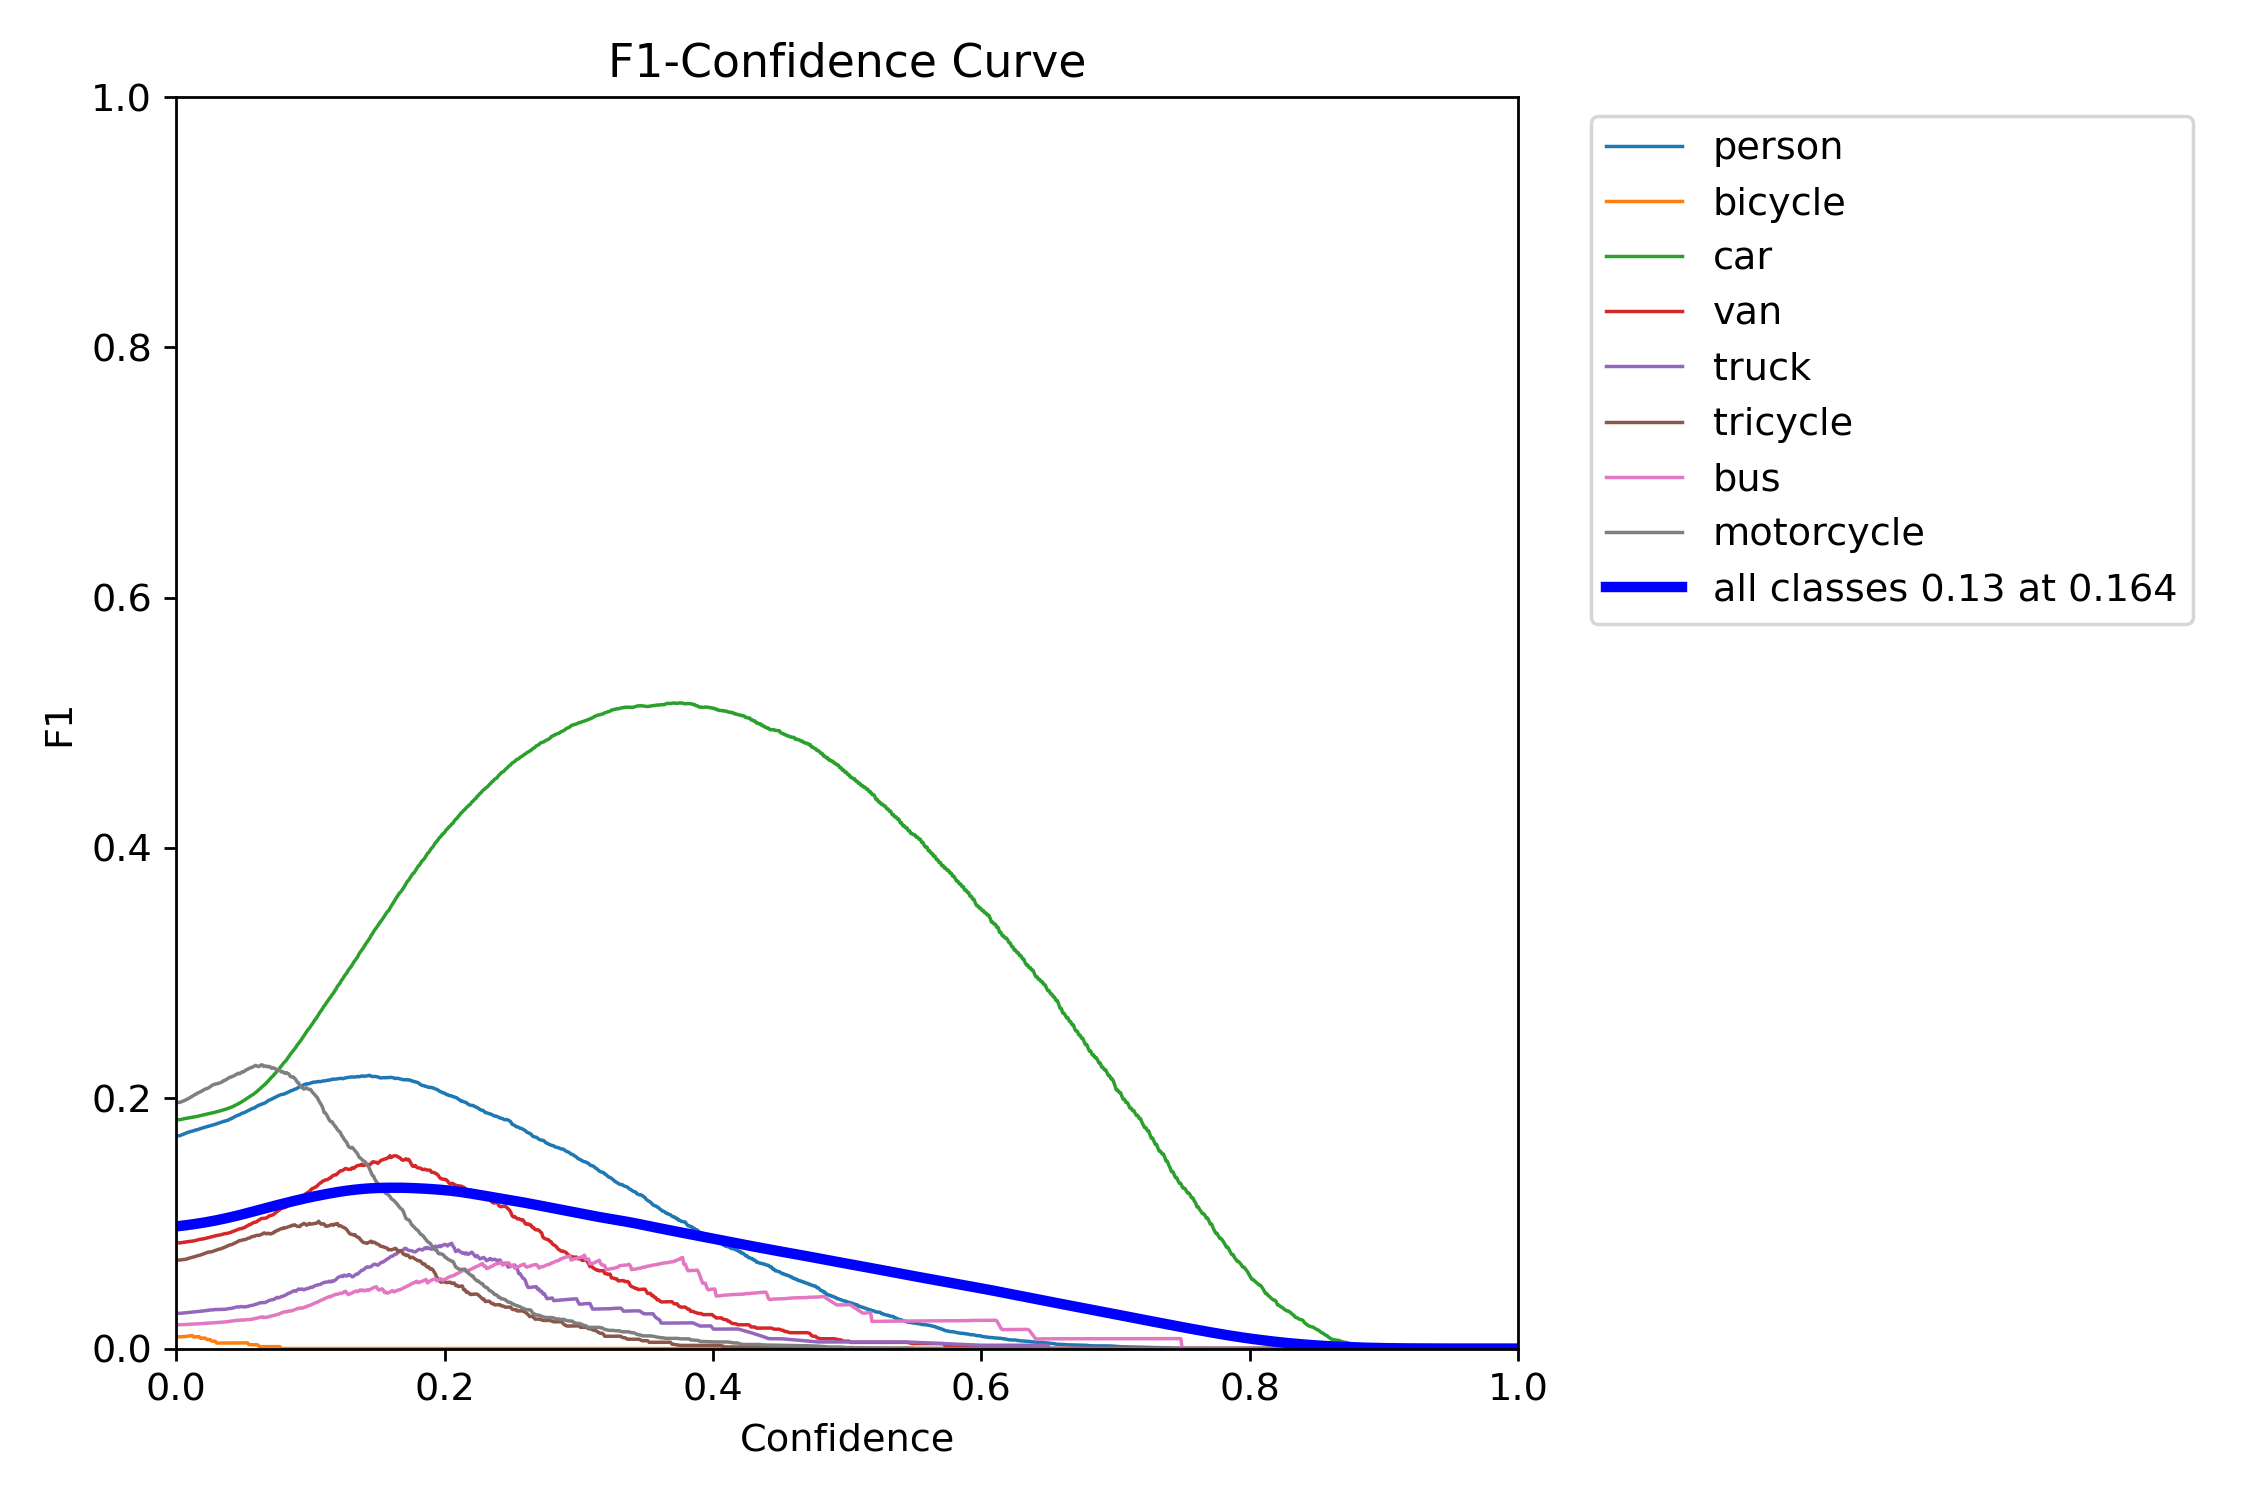 F1-Confidence Curve
1.0
0.8
0.6
0.4
0.2
0.0
F1
0.0 0.2 0.4 0.6 0.8 1.0
Confidence
person
bicycle
car
van
truck
tricycle
bus
motorcycle
all classes 0.13 at 0.164